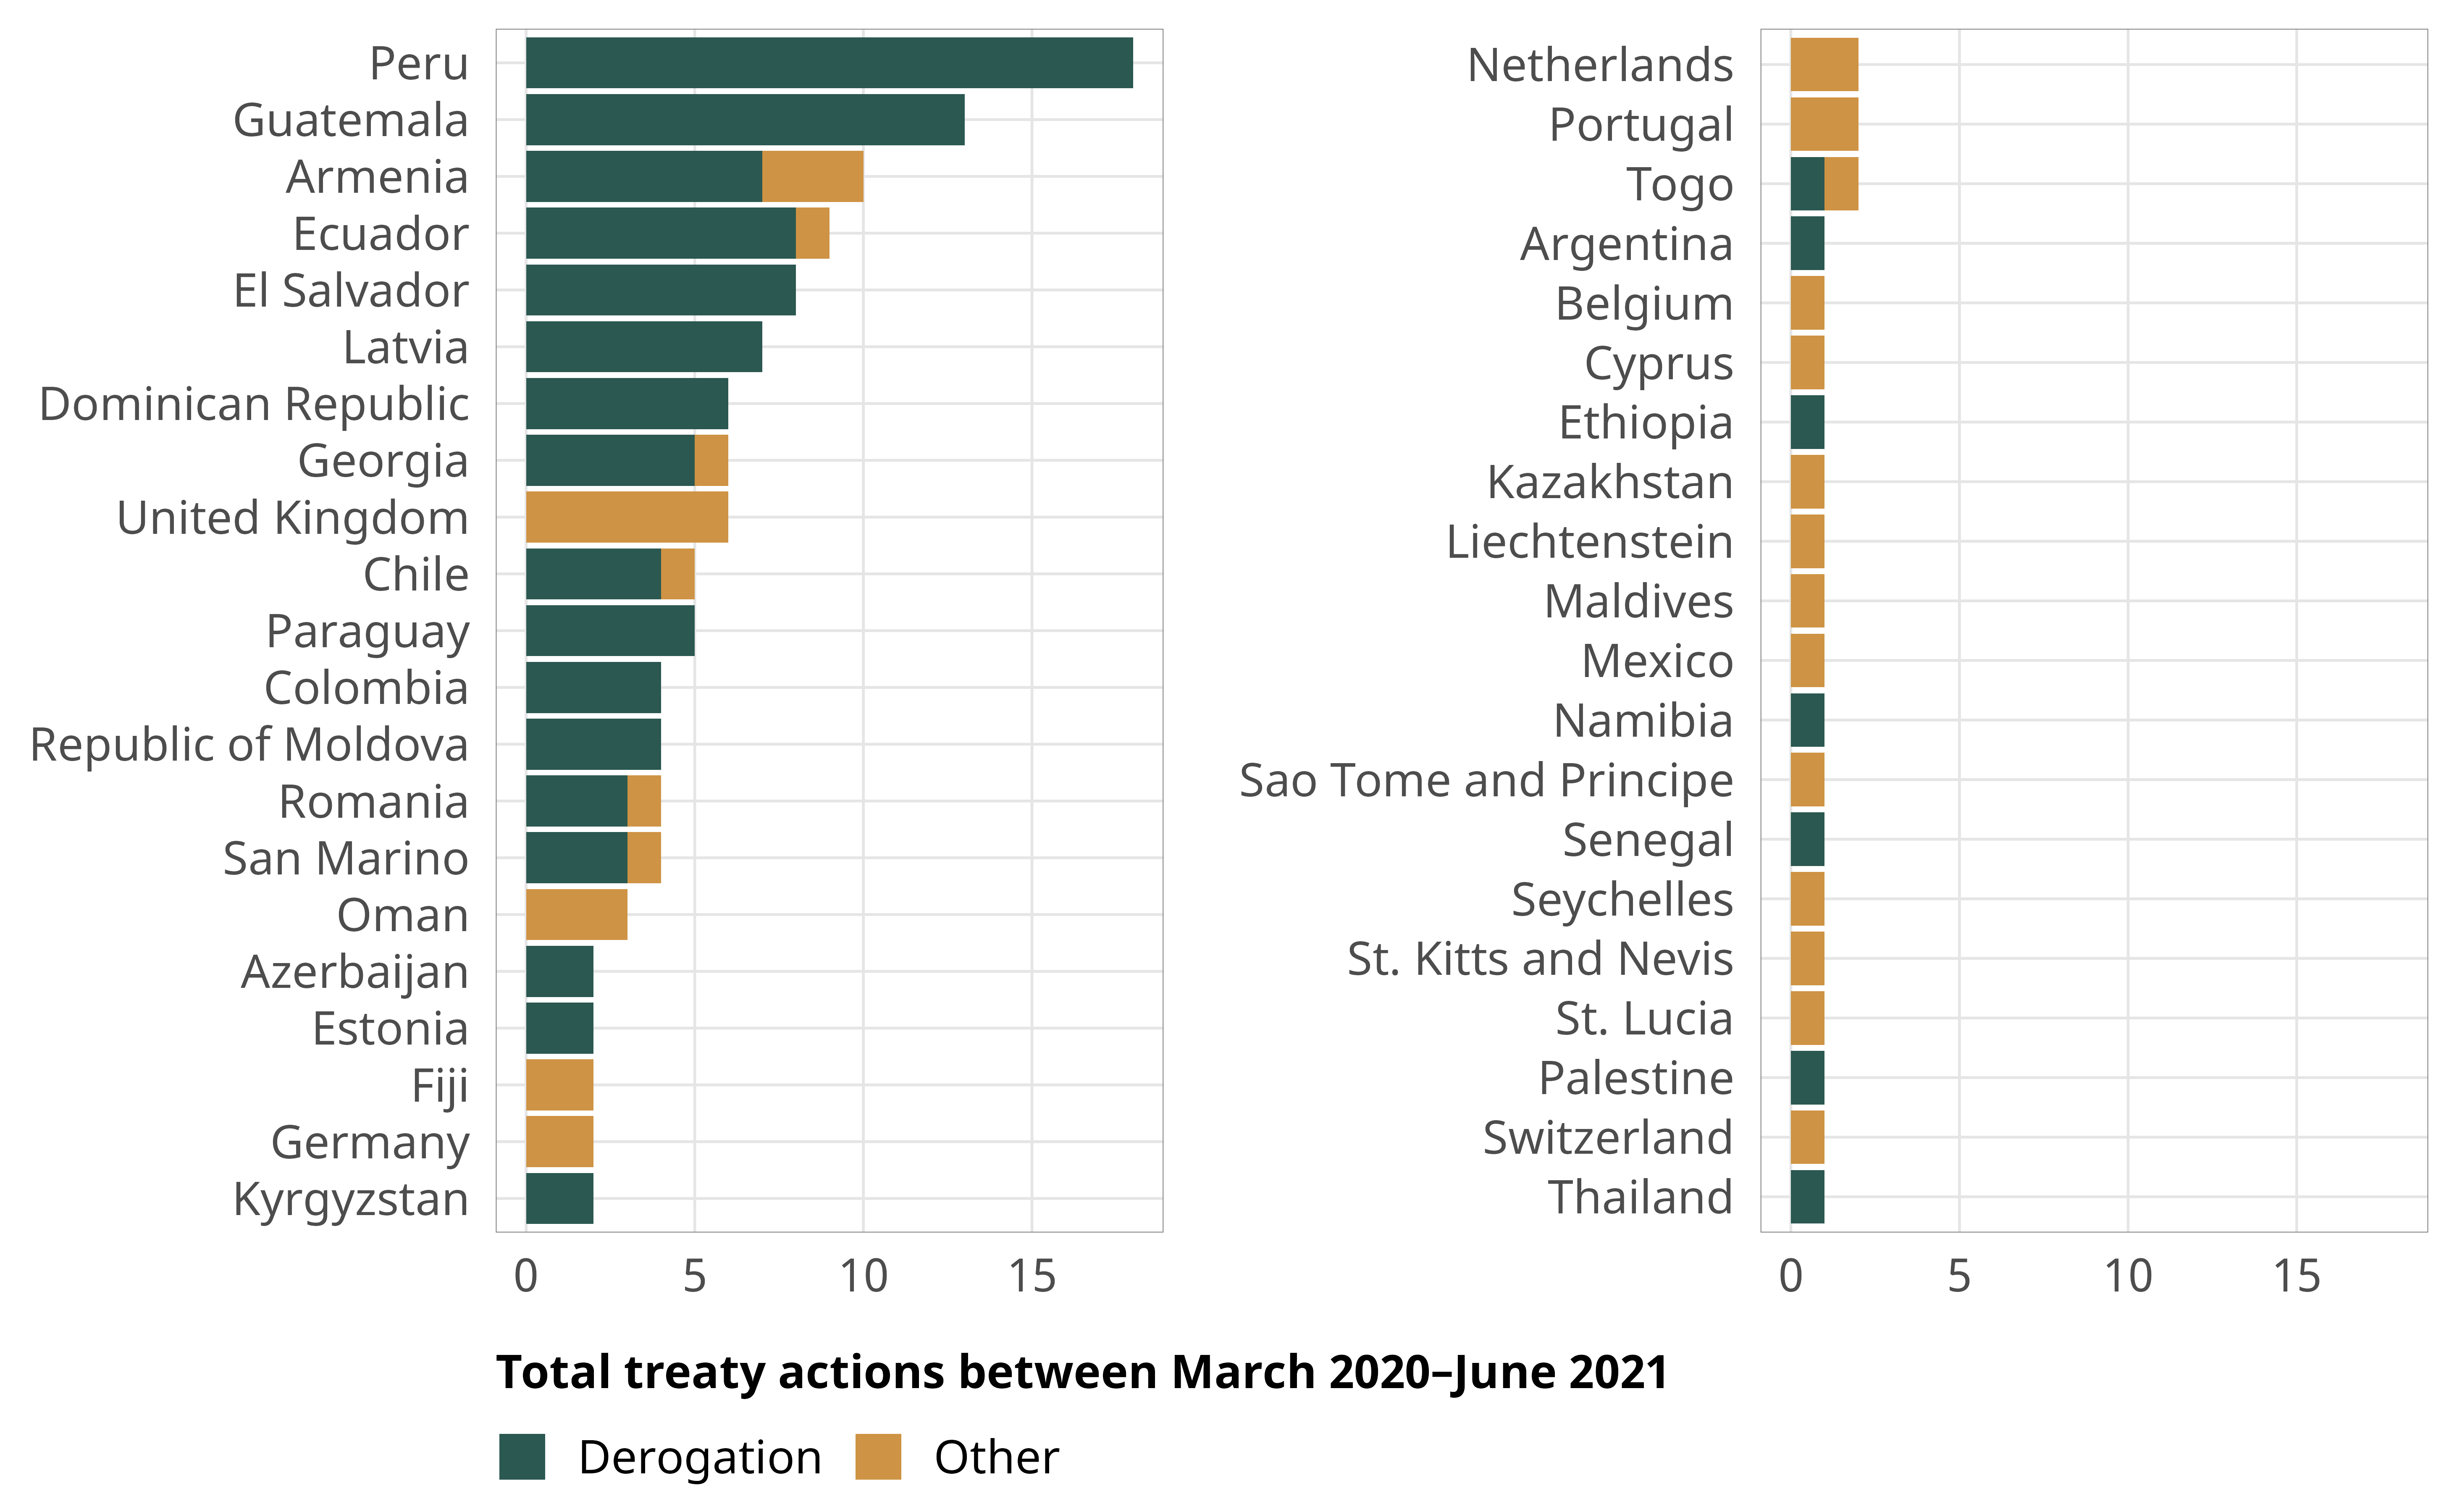 Peru
Guatemala
Armenia
Ecuador
El Salvador
Latvia
Dominican Republic
Georgia
United Kingdom
Chile
Paraguay
Colombia
Republic of Moldova
Romania
San Marino
Oman
Azerbaijan
Estonia
Fiji
Germany
Kyrgyzstan
0 5 10 15
Netherlands
Portugal
Togo
Argentina
Belgium
Cyprus
Ethiopia
Kazakhstan
Liechtenstein
Maldives
Mexico
Namibia
Sao Tome and Principe
Senegal
Seychelles
St. Kitts and Nevis
St. Lucia
Palestine
Switzerland
Thailand
0 5 10 15
Total treaty actions between March 2020–June 2021
Derogation Other